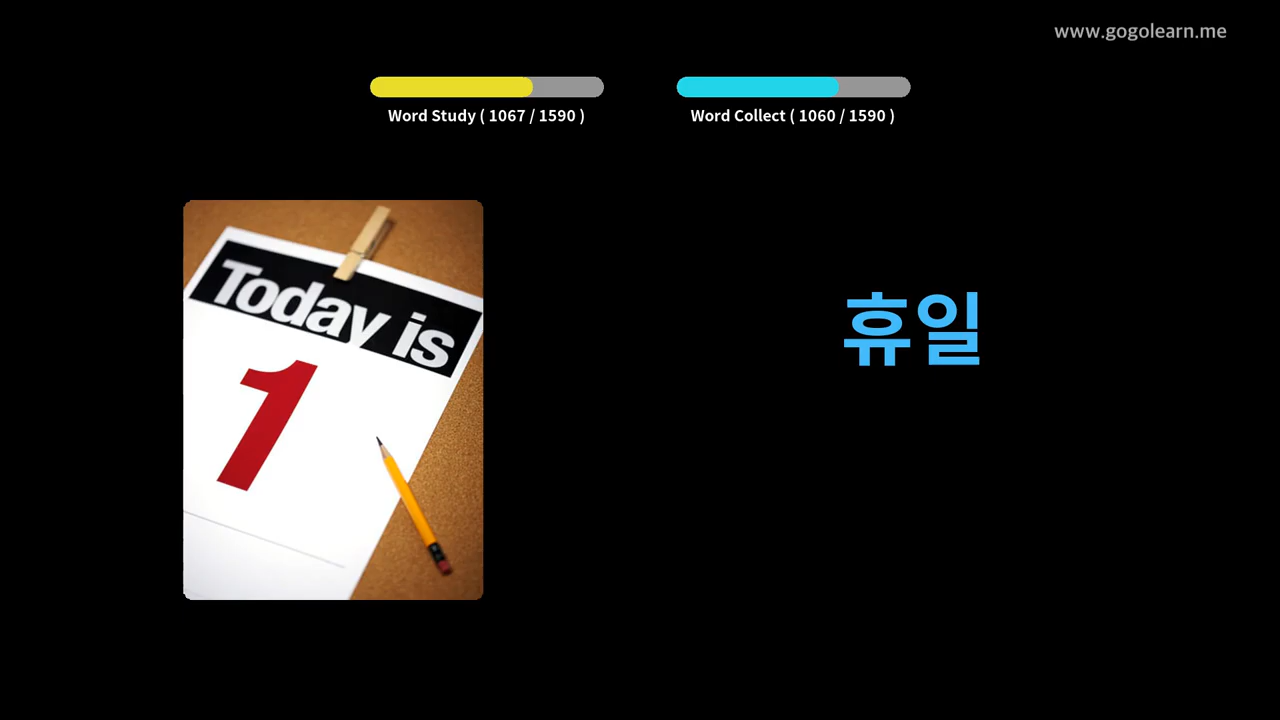 www.gogolearn.me
Word Study ( 1067 / 1590 )
Word Collect ( 1060 / 1590 )
Today is
1
휴일